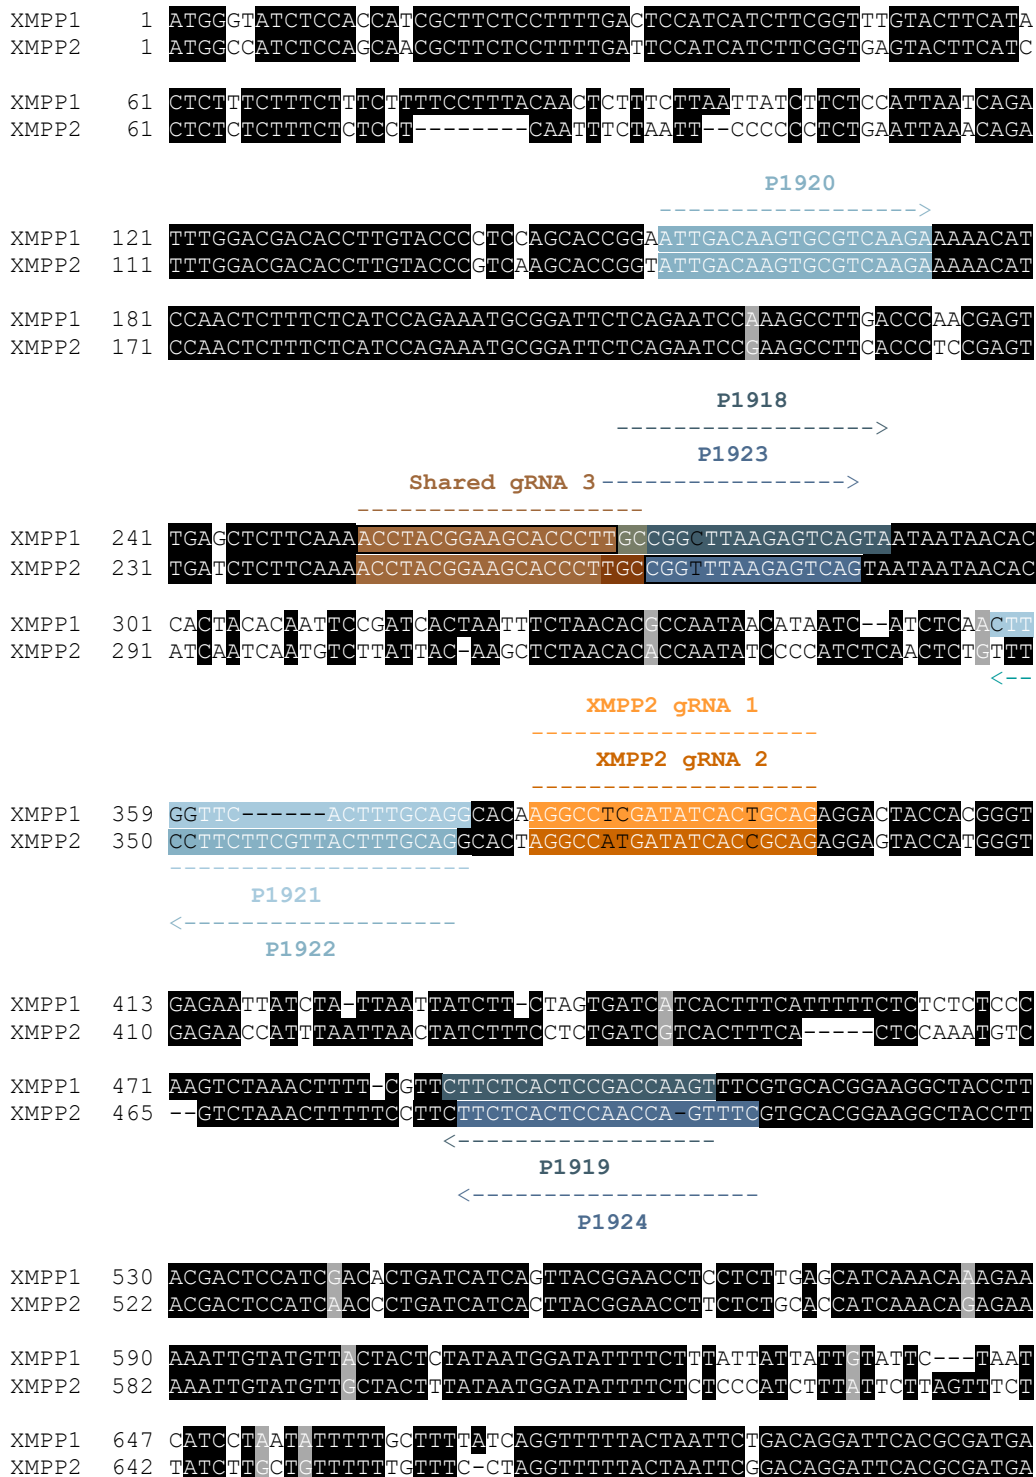 XMPP1 1 ATGGGTATCTCCACCATCGCTTCTCCTTTTGACTCCATCATCTTCGGTTTGTACTTCATA
XMPP2 1 ATGGCCATCTCCAGCAACGCTTCTCCTTTTGATTCCATCATCTTCGGTGAGTACTTCATC
XMPP1 61 CTCTTTCTTTCTTTCTTTTCCTTTACAACTCTTTCTTAATTATCTTCTCCATTAATCAGA
XMPP2 61 CTCTCTCTTTCTCTCCT--------CAATTTCTAATT--CCCCCCTCTGAATTAAACAGA
P1920
------------------>
XMPP1 121 TTTGGACGACACCTTGTACCCCTCCAGCACCGGAATTGACAAGTGCGTCAAGAAAAACAT
XMPP2 111 TTTGGACGACACCTTGTACCCGTCAAGCACCGGTATTGACAAGTGCGTCAAGAAAAACAT
XMPP1 181 CCAACTCTTTCTCATCCAGAAATGCGGATTCTCAGAATCCAAAGCCTTGACCCAACGAGT
XMPP2 171 CCAACTCTTTCTCATCCAGAAATGCGGATTCTCAGAATCCGAAGCCTTCACCCTCCGAGT
P1918
------------------>
P1923
Shared gRNA 3 ----------------->
--------------------
XMPP1 241 TGAGCTCTTCAAAACCTACGGAAGCACCCTTGCCGGCTTAAGAGTCAGTAATAATAACAC
XMPP2 231 TGATCTCTTCAAAACCTACGGAAGCACCCTTGCCGGTTTAAGAGTCAGTAATAATAACAC
XMPP1 301 CACTACACAATTCCGATCACTAATTTCTAACACGCCAATAACATAATC--ATCTCAACTT
XMPP2 291 ATCAATCAATGTCTTATTAC-AAGCTCTAACACACCAATATCCCCATCTCAACTCTGTTT
<--
XMPP2 gRNA 1
--------------------
XMPP2 gRNA 2
--------------------
XMPP1 359 GGTTC------ACTTTGCAGGCACAAGGCCTCGATATCACTGCAGAGGACTACCACGGGT
XMPP2 350 CCTTCTTCGTTACTTTGCAGGCACTAGGCCATGATATCACCGCAGAGGAGTACCATGGGT
---------------------
P1921
<-------------------
P1922
XMPP1 413 GAGAATTATCTA-TTAATTATCTT-CTAGTGATCATCACTTTCATTTTTCTCTCTCTCCC
XMPP2 410 GAGAACCATTTAATTAACTATCTTTCCTCTGATCGTCACTTTCA-----CTCCAAATGTC
XMPP1 471 AAGTCTAAACTTTT-CGTTCTTCTCACTCCGACCAAGTTTCGTGCACGGAAGGCTACCTT
XMPP2 465 --GTCTAAACTTTTTCCTTCTTCTCACTCCAACCA-GTTTCGTGCACGGAAGGCTACCTT
<------------------
P1919
<--------------------
P1924
XMPP1 530 ACGACTCCATCGACACTGATCATCAGTTACGGAACCTCCTCTTGAGCATCAAACAAAGAA
XMPP2 522 ACGACTCCATCAACCCTGATCATCACTTACGGAACCTTCTCTGCACCATCAAACAGAGAA
XMPP1 590 AAATTGTATGTTACTACTCTATAATGGATATTTTCTTTATTATTATTGTATTC---TAAT
XMPP2 582 AAATTGTATGTTGCTACTTTATAATGGATATTTTCTCTCCCATCTTTATTCTTAGTTTCT
XMPP1 647 CATCCTAATATTTTTGCTTTTTATCAGGTTTTTACTAATTCTGACAGGATTCACGCGATGA
XMPP2 642 TATCTTGCTGTTTTTTGTTTC-CTAGGTTTTTACTAATTCGGACAGGATTCACGCGATGA